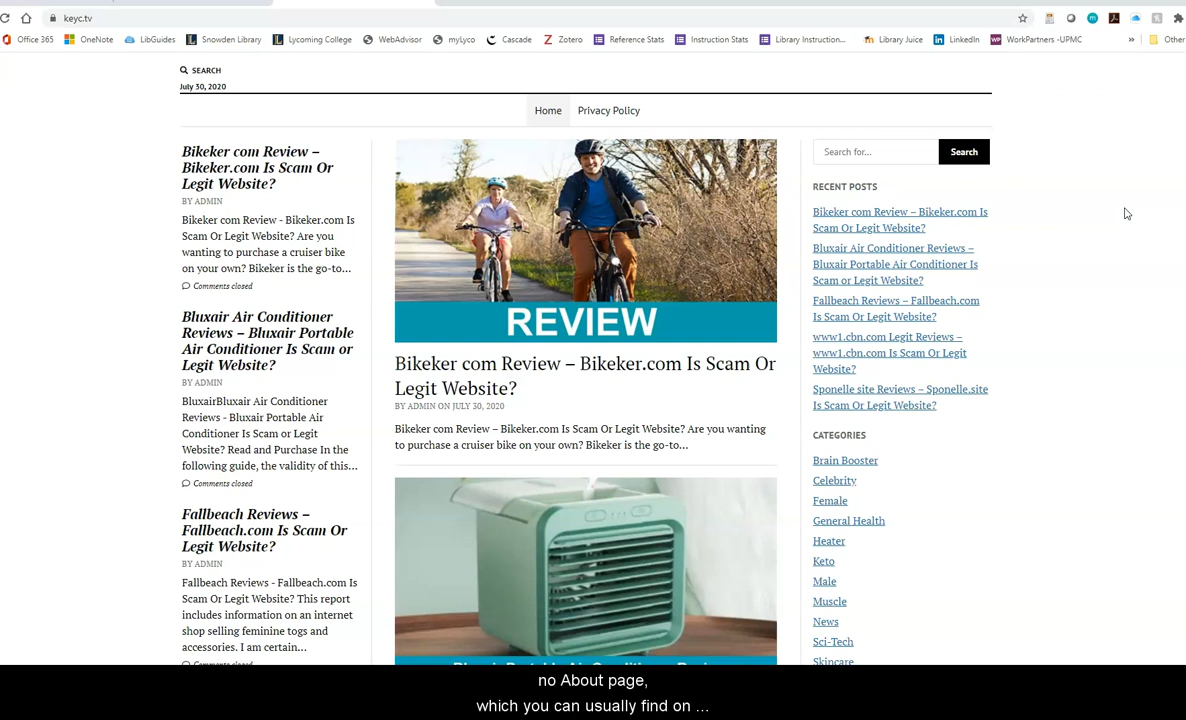 keyc.tv
Office 365
OneNote
LibGuides
Snowden Library
Lycoming College
WebAdvisor
myLyco
Cascade
Zotero
Reference Stats
Instruction Stats
Library Instruction...
Library Juice
LinkedIn
WorkPartners -UPMC
»
Other
SEARCH
July 30, 2020
Home
Privacy Policy
Bikeker com Review –
Bikeker.com Is Scam Or
Legit Website?
BY ADMIN
Bikeker com Review - Bikeker.com Is
Scam Or Legit Website? Are you
wanting to purchase a cruiser bike
on your own? Bikeker is the go-to…
Comments closed
Bluxair Air Conditioner
Reviews – Bluxair Portable
Air Conditioner Is Scam or
Legit Website?
BY ADMIN
BluxairBluxair Air Conditioner
Reviews - Bluxair Portable Air
Conditioner Is Scam or Legit
Website? Read and Purchase In the
following guide, the validity of this…
Comments closed
Fallbeach Reviews –
Fallbeach.com Is Scam Or
Legit Website?
BY ADMIN
Fallbeach Reviews - Fallbeach.com Is
Scam Or Legit Website? This report
includes information on an internet
shop selling feminine togs and
accessories. I am certain…
Comments closed
REVIEW
Bikeker com Review – Bikeker.com Is Scam Or
Legit Website?
BY ADMIN ON JULY 30, 2020
Bikeker com Review – Bikeker.com Is Scam Or Legit Website? Are you wanting
to purchase a cruiser bike on your own? Bikeker is the go-to…
Search for...
Search
RECENT POSTS
Bikeker com Review – Bikeker.com Is
Scam Or Legit Website?
Bluxair Air Conditioner Reviews –
Bluxair Portable Air Conditioner Is
Scam or Legit Website?
Fallbeach Reviews – Fallbeach.com
Is Scam Or Legit Website?
www1.cbn.com Legit Reviews –
www1.cbn.com Is Scam Or Legit
Website?
Sponelle site Reviews – Sponelle.site
Is Scam Or Legit Website?
CATEGORIES
Brain Booster
Celebrity
Female
General Health
Heater
Keto
Male
Muscle
News
Sci-Tech
Skincare
no About page,
which you can usually find on ...